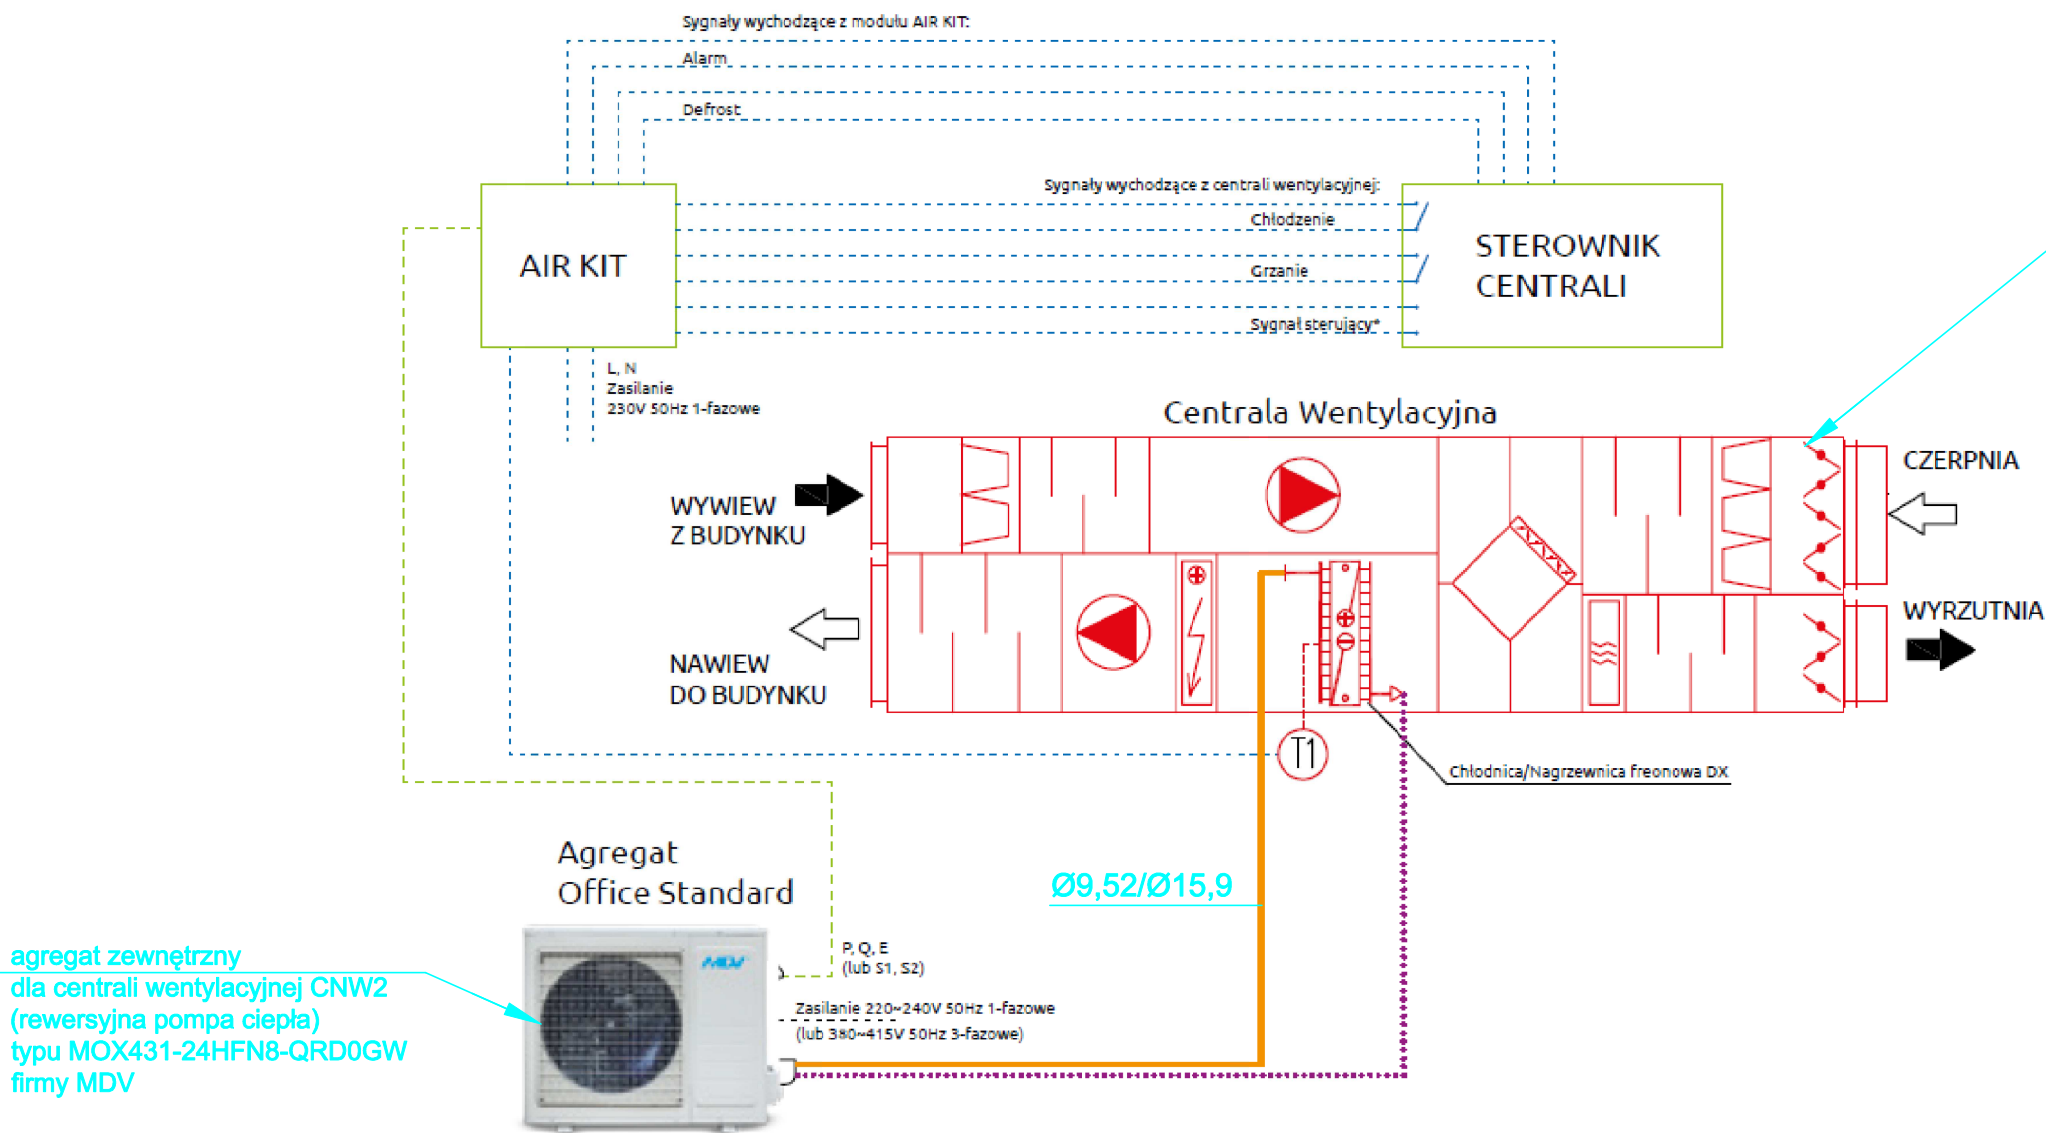 Sygnały wychodzące z modułu AIR KIT:
Alarm
Defrost
Sygnały wychodzące z centrali wentylacyjnej:
Chłodzenie
AIR KIT
STEROWNIK
CENTRALI
Grzanie
Sygnał sterujący*
L, N
Zasilanie
230V 50Hz 1-fazowe
Centrala Wentylacyjna
CZERPNIA
WYWIEW
Z BUDYNKU
WYRZUTNIA
NAWIEW
DO BUDYNKU
T1
Chłodnica/Nagrzewnica freonowa DX
Agregat
Office Standard
Ø9,52/Ø15,9
MDV
P, Q, E
(lub S1, S2)
agregat zewnętrzny
dla centrali wentylacyjnej CNW2
(rewersyjna pompa ciepła)
typu MOX431-24HFN8-QRD0GW
firmy MDV
Zasilanie 220~240V 50Hz 1-fazowe
(lub 380~415V 50Hz 3-fazowe)